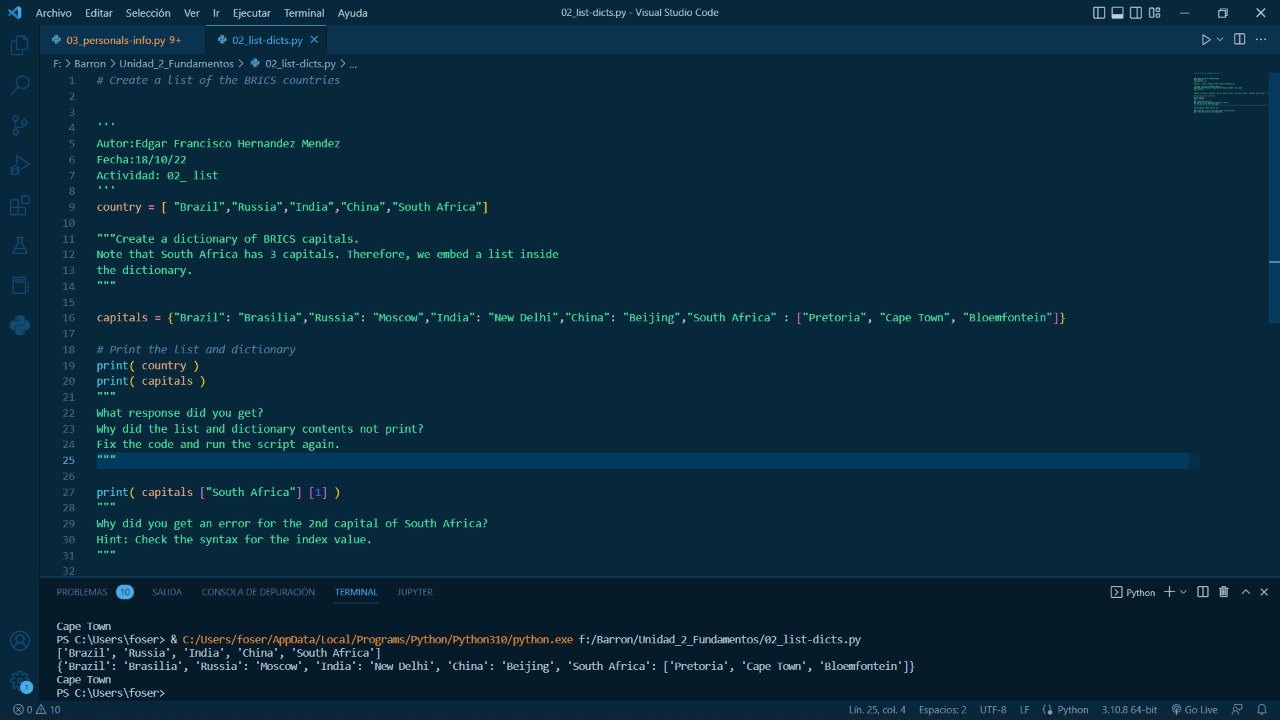 Archivo Editar Selección Ver Ir Ejecutar Terminal Ayuda 02_list-dicts.py - Visual Studio Code
03_personals-info.py 9+ 02_list-dicts.py
F: > Barron > Unidad_2_Fundamentos > 02_list-dicts.py > ...
1 # Create a list of the BRICS countries
2
3
4 '''
5 Autor:Edgar Francisco Hernandez Mendez
6 Fecha:18/10/22
7 Actividad: 02_ list
8 '''
9 country = [ "Brazil","Russia","India","China","South Africa"]
10
11 """Create a dictionary of BRICS capitals.
12 Note that South Africa has 3 capitals. Therefore, we embed a list inside
13 the dictionary.
14 """
15
16 capitals = {"Brazil": "Brasilia","Russia": "Moscow","India": "New Delhi","China": "Beijing","South Africa" : ["Pretoria", "Cape Town", "Bloemfontein"]}
17
18 # Print the list and dictionary
19 print( country )
20 print( capitals )
21 """
22 What response did you get?
23 Why did the list and dictionary contents not print?
24 Fix the code and run the script again.
25 """
26
27 print( capitals ["South Africa"] [1] )
28 """
29 Why did you get an error for the 2nd capital of South Africa?
30 Hint: Check the syntax for the index value.
31 """
32
PROBLEMAS 10 SALIDA CONSOLA DE DEPURACIÓN TERMINAL JUPYTER Python
Cape Town
PS C:\Users\foser> & C:/Users/foser/AppData/Local/Programs/Python/Python310/python.exe f:/Barron/Unidad_2_Fundamentos/02_list-dicts.py
['Brazil', 'Russia', 'India', 'China', 'South Africa']
{'Brazil': 'Brasilia', 'Russia': 'Moscow', 'India': 'New Delhi', 'China': 'Beijing', 'South Africa': ['Pretoria', 'Cape Town', 'Bloemfontein']}
Cape Town
PS C:\Users\foser>
1
0 10 Lín. 25, col. 4 Espacios: 2 UTF-8 LF Python 3.10.8 64-bit Go Live